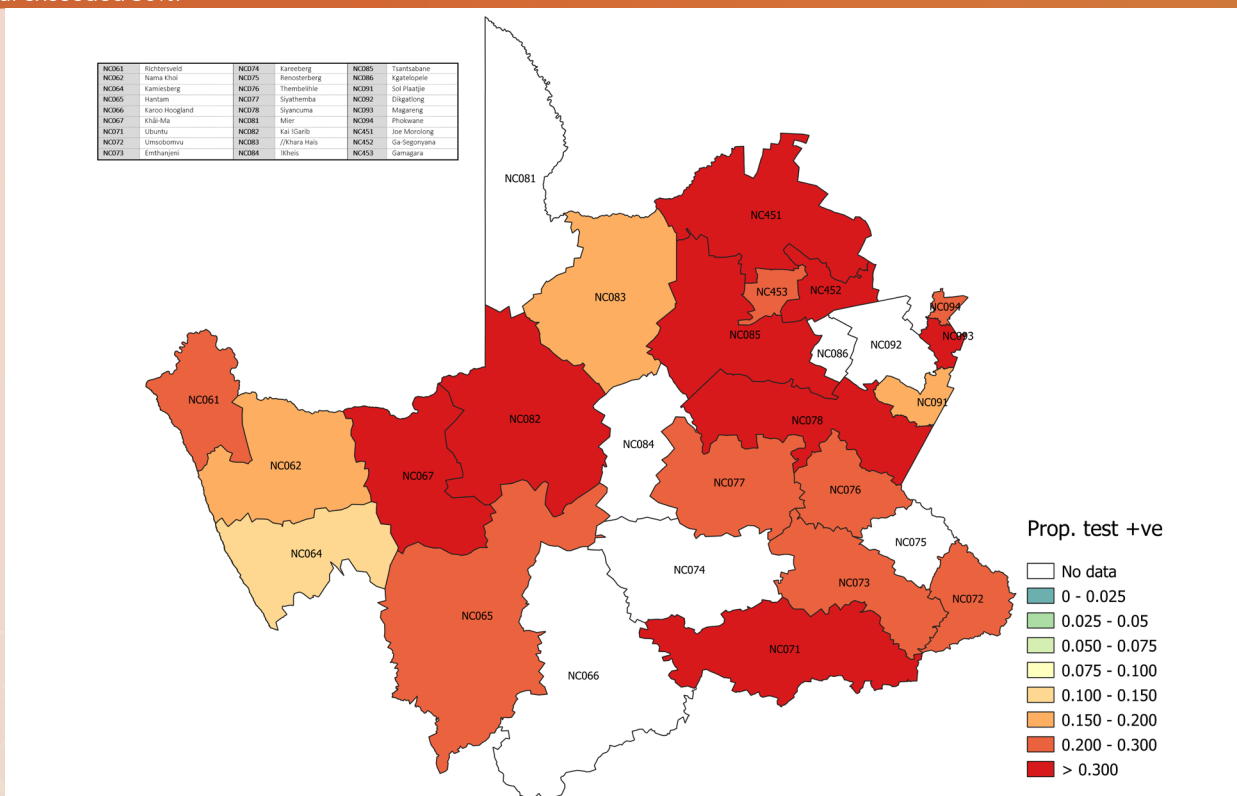 NC061 Richtersveld NC074 Kareeberg NC085 Tsantsabane
NC062 Nama Khoi NC075 Renosterberg NC086 Kgatelopele
NC064 Kamiesberg NC076 Thembelihle NC091 Sol Plaatjie
NC065 Hantam NC077 Siyathemba NC092 Dikgatlong
NC066 Karoo Hoogland NC078 Siyancuma NC093 Magareng
NC067 Khâi-Ma NC081 Mier NC094 Phokwane
NC071 Ubuntu NC082 Kai !Garib NC451 Joe Morolong
NC072 Umsobomvu NC083 //Khara Hais NC452 Ga-Segonyana
NC073 Emthanjeni NC084 !Kheis NC453 Gamagara
NC081
NC451
NC083
NC453
NC452
NC094
NC085
NC093
NC086
NC092
NC061
NC091
NC082
NC078
NC084
NC062
NC067
NC077
NC076
NC064
NC075
NC074
NC073
NC072
NC065
NC071
NC066
Prop. test +ve
No data
0 - 0.025
0.025 - 0.05
0.050 - 0.075
0.075 - 0.100
0.100 - 0.150
0.150 - 0.200
0.200 - 0.300
> 0.300